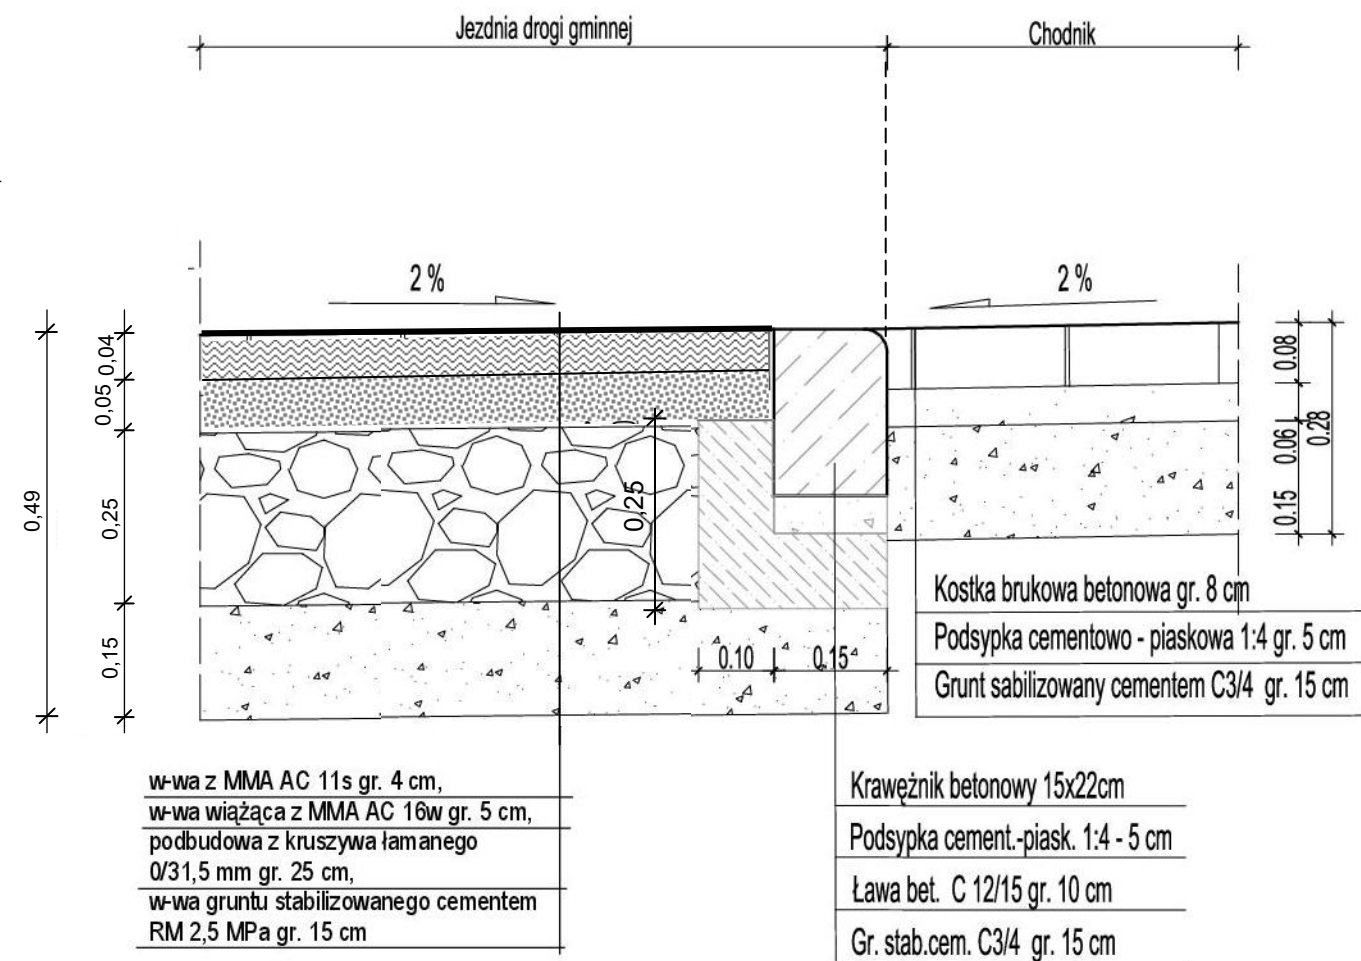 Jezdnia drogi gminnej
Chodnik
2 %
2 %
0,04
0,05
0,25
0,15
0,49
0,25
0.10
0.15
0.08
0.06
0.15
0.28
Kostka brukowa betonowa gr. 8 cm
Podsypka cementowo - piaskowa 1:4 gr. 5 cm
Grunt sabilizowany cementem C3/4 gr. 15 cm
w-wa z MMA AC 11s gr. 4 cm,
w-wa wiążąca z MMA AC 16w gr. 5 cm,
podbudowa z kruszywa łamanego
0/31,5 mm gr. 25 cm,
w-wa gruntu stabilizowanego cementem
RM 2,5 MPa gr. 15 cm
Krawężnik betonowy 15x22cm
Podsypka cement.-piask. 1:4 - 5 cm
Ława bet. C 12/15 gr. 10 cm
Gr. stab.cem. C3/4 gr. 15 cm